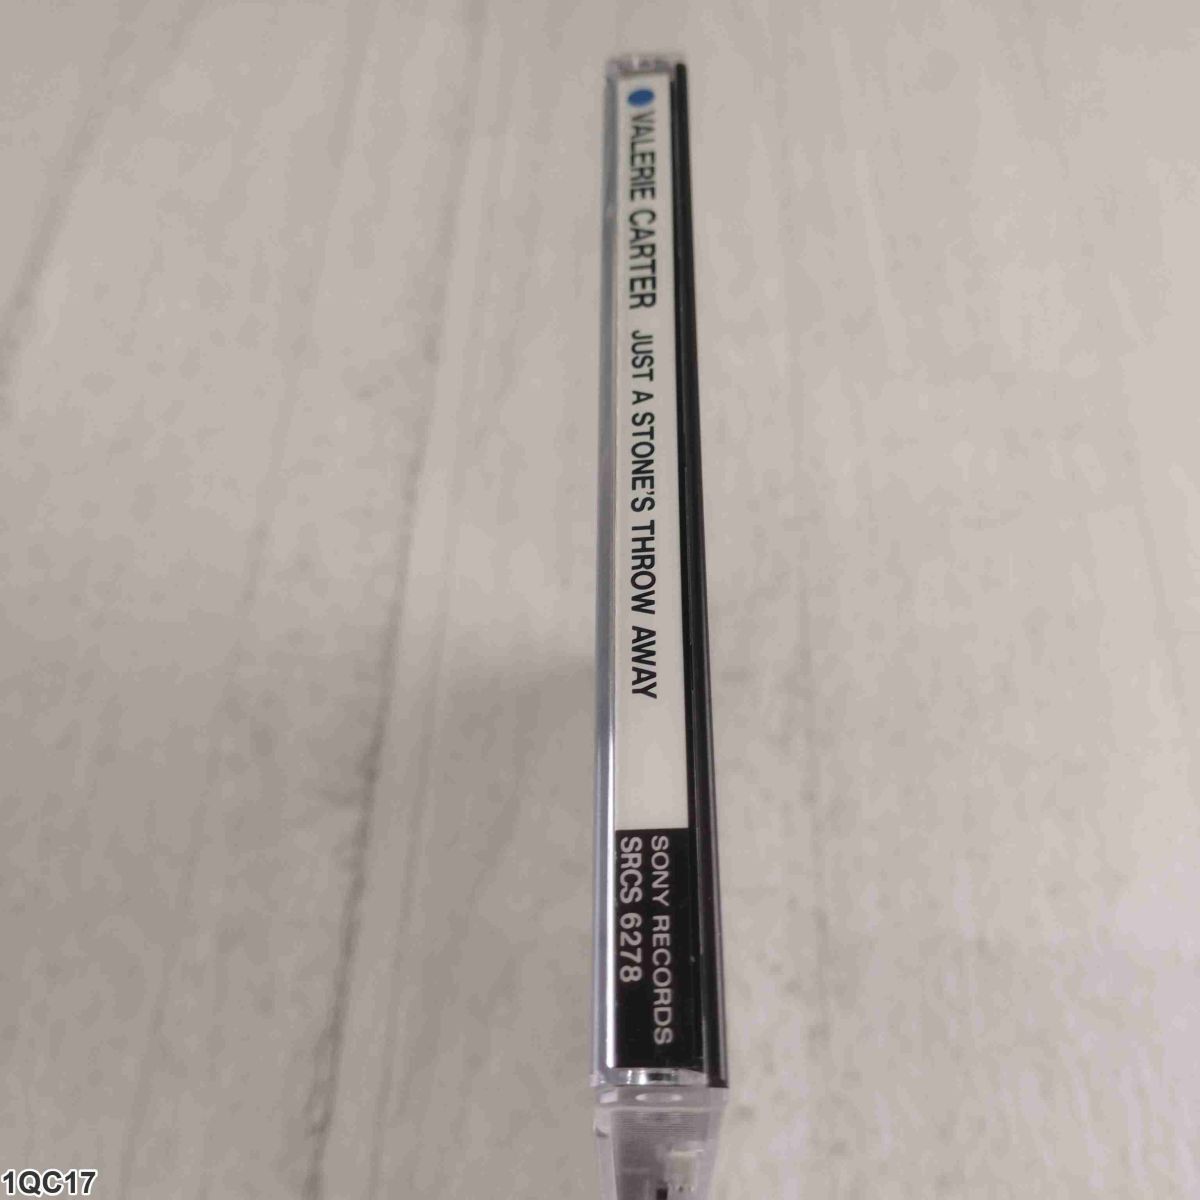 VALERIE CARTER JUST A STONE'S THROW AWAY
SONY RECORDS
SRCS 6278
1QC17